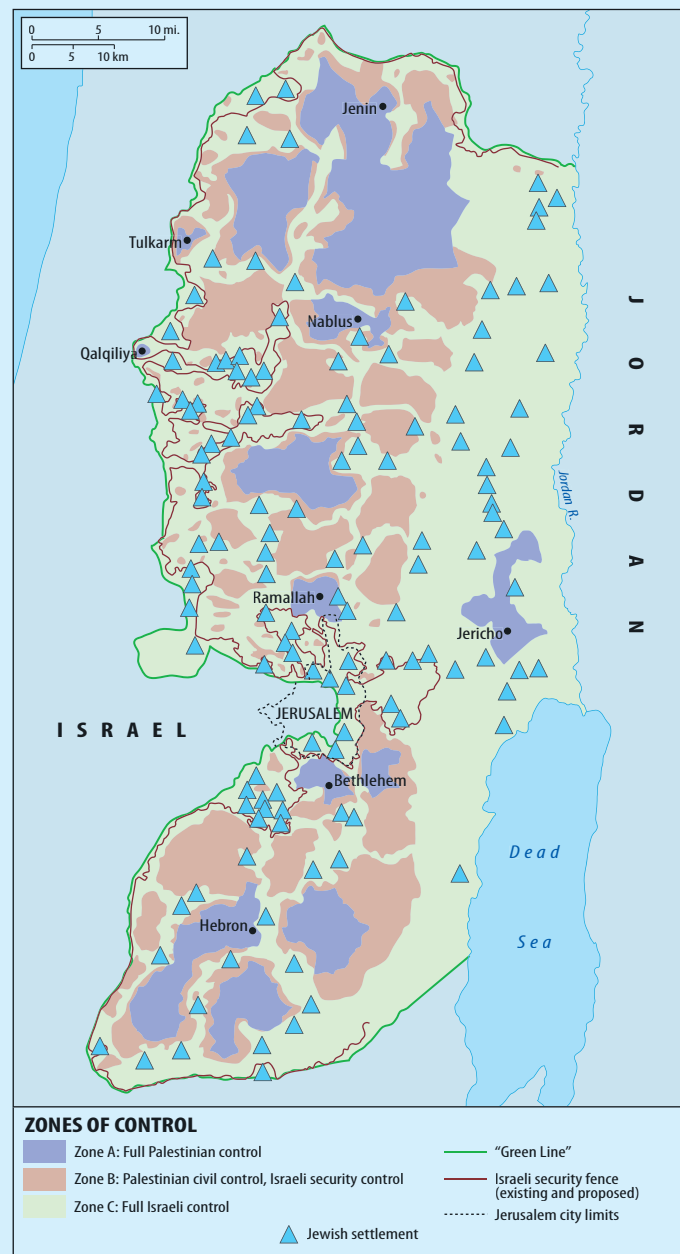 0 5 10 mi.
0 5 10 km
Jenin
Tulkarm
Nablus
Qalqiliya
JORDAN
Jordan R.
Ramallah
Jericho
ISRAEL
JERUSALEM
Bethlehem
Dead
Sea
Hebron
ZONES OF CONTROL
Zone A: Full Palestinian control
Zone B: Palestinian civil control, Israeli security control
Zone C: Full Israeli control
“Green Line”
Israeli security fence
(existing and proposed)
Jerusalem city limits
Jewish settlement